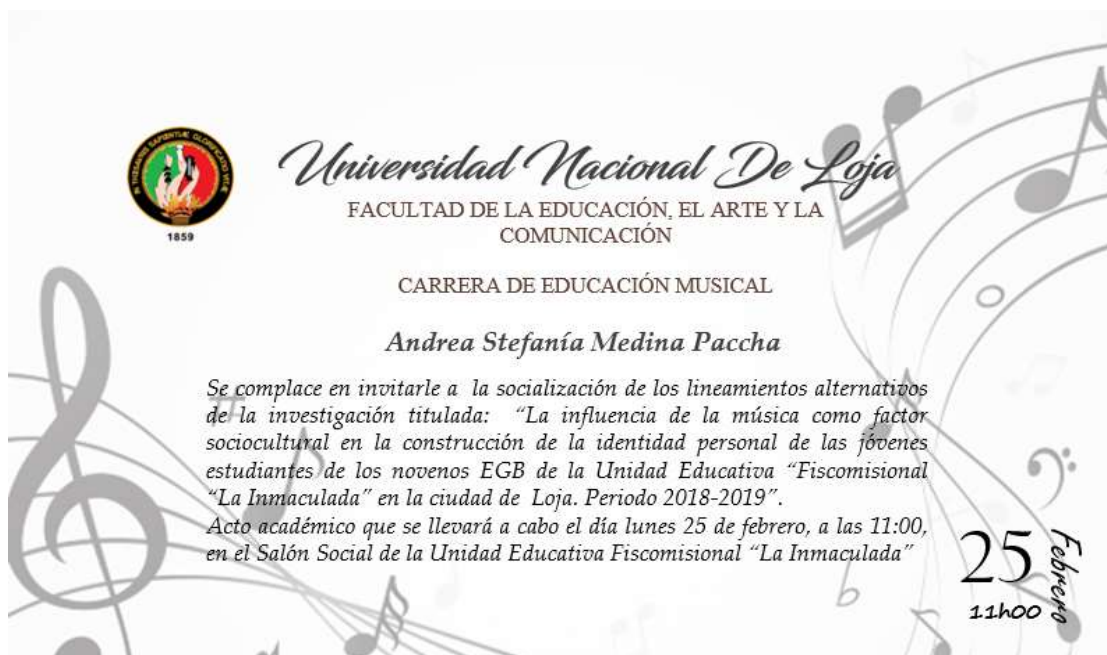 IN THESAURIS SAPIENTIAE GLORIFICATIO VITAE
1859
Universidad Nacional De Loja
FACULTAD DE LA EDUCACIÓN, EL ARTE Y LA
COMUNICACIÓN
CARRERA DE EDUCACIÓN MUSICAL
Andrea Stefanía Medina Paccha
Se complace en invitarle a la socialización de los lineamientos alternativos
de la investigación titulada: “La influencia de la música como factor
sociocultural en la construcción de la identidad personal de las jóvenes
estudiantes de los novenos EGB de la Unidad Educativa “Fiscomisional
“La Inmaculada” en la ciudad de Loja. Periodo 2018-2019”.
Acto académico que se llevará a cabo el día lunes 25 de febrero, a las 11:00,
en el Salón Social de la Unidad Educativa Fiscomisional “La Inmaculada”
25
Febrero
11h00